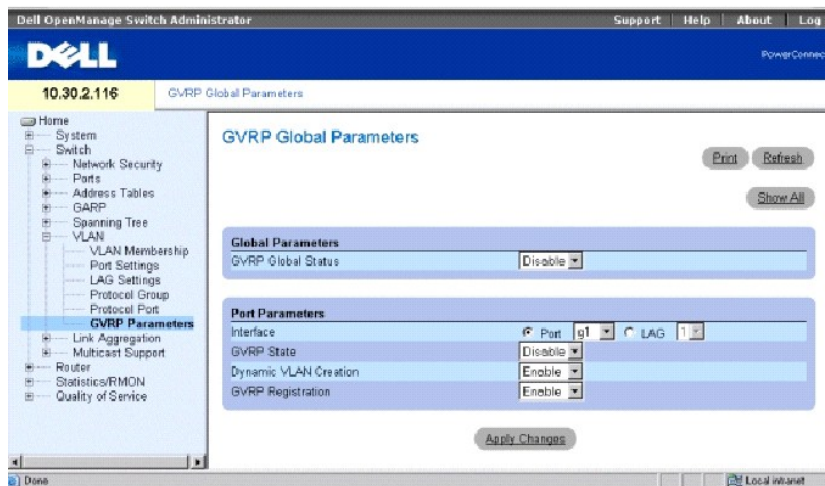 Dell OpenManage Switch Administrator
Support | Help | About | Log
DELL
PowerConnec
10.30.2.116
GVRP Global Parameters
Home
System
Switch
Network Security
Ports
Address Tables
GARP
Spanning Tree
VLAN
VLAN Membership
Port Settings
LAG Settings
Protocol Group
Protocol Port
GVRP Parameters
Link Aggregation
Multicast Support
Router
Statistics/RMON
Quality of Service
GVRP Global Parameters
Print Refresh
Show All
Global Parameters
GVRP Global Status Disable
Port Parameters
Interface Port g1 LAG 1
GVRP State Disable
Dynamic VLAN Creation Enable
GVRP Registration Enable
Apply Changes
Done
Local intranet